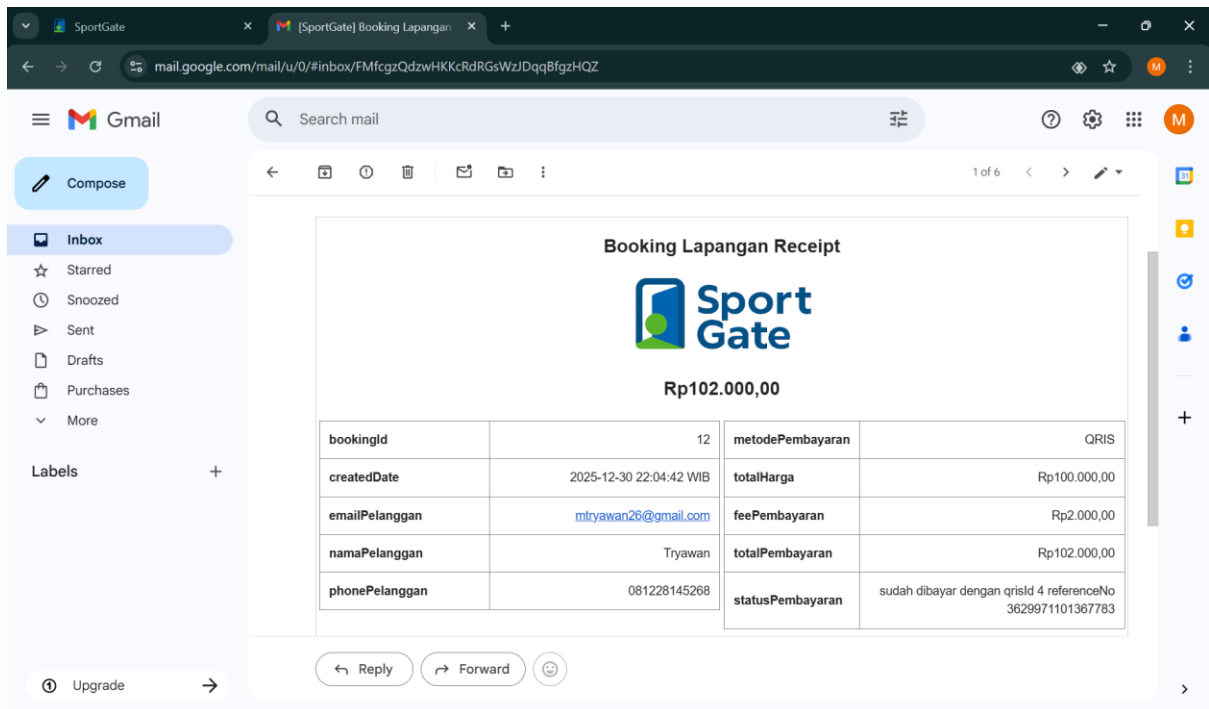 SportGate
[SportGate] Booking Lapangan
mail.google.com/mail/u/0/#inbox/FMfcgzQdzwHKKcRdRGsWzJDqqBfgzHQZ
M
Gmail
Search mail
M
Compose
1 of 6
31
Inbox
Starred
Snoozed
Sent
Drafts
Purchases
More
Labels
Booking Lapangan Receipt
Sport
Gate
Rp102.000,00
bookingId 12 metodePembayaran QRIS
createdDate 2025-12-30 22:04:42 WIB totalHarga Rp100.000,00
emailPelanggan mtryawan26@gmail.com feePembayaran Rp2.000,00
namaPelanggan Tryawan totalPembayaran Rp102.000,00
phonePelanggan 081228145268 statusPembayaran sudah dibayar dengan qrisId 4 referenceNo
3629971101367783
Reply
Forward
1 Upgrade